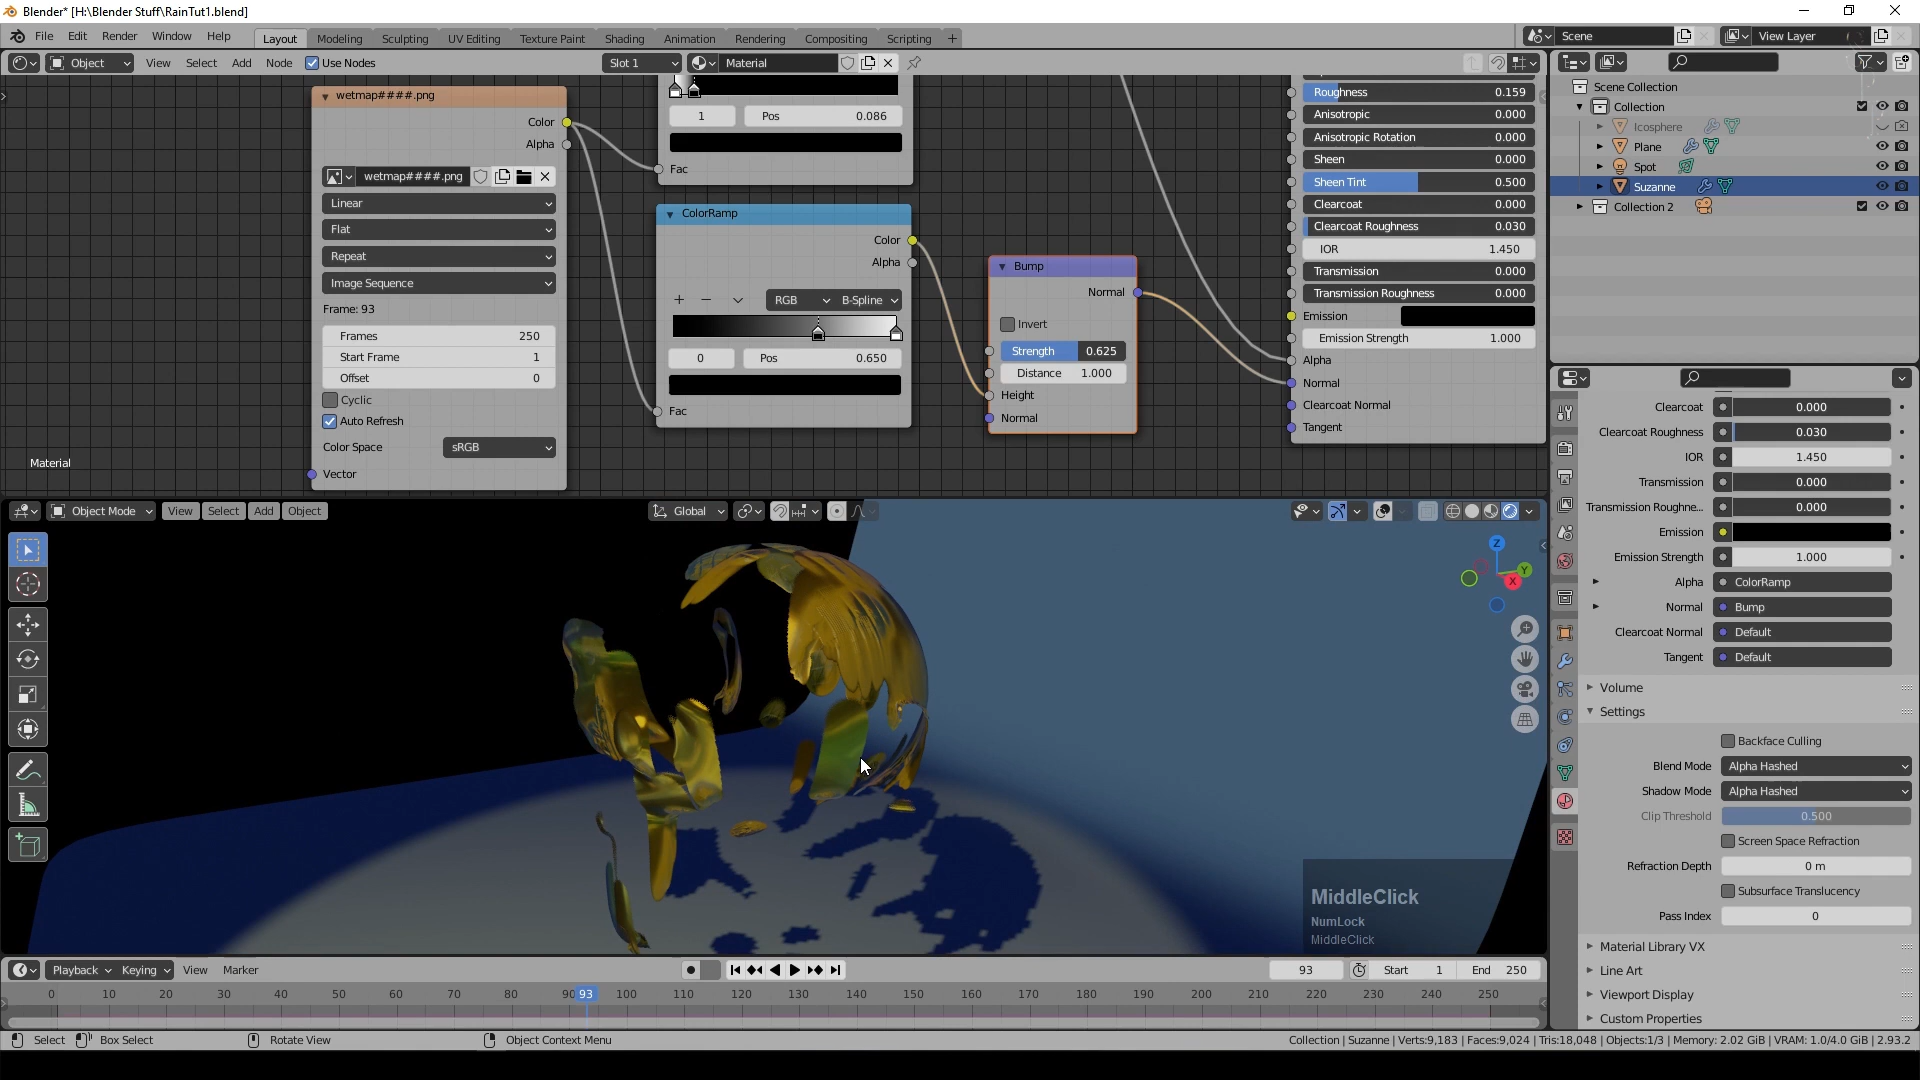 Blender* [H:\Blender Stuff\RainTut1.blend]
File Edit Render Window Help Layout Modeling Sculpting UV Editing Texture Paint Shading Animation Rendering Compositing Scripting + Scene View Layer
Object View Select Add Node Use Nodes Slot 1 Material
wetmap####.png
Color
Alpha
wetmap####.png
Linear
Flat
Repeat
Image Sequence
Frame: 93
Frames 250
Start Frame 1
Offset 0
Cyclic
Auto Refresh
Color Space sRGB
Vector
Material
1 Pos 0.086
Fac
ColorRamp
Color
Alpha
RGB B-Spline
0 Pos 0.650
Fac
Bump
Normal
Invert
Strength 0.625
Distance 1.000
Height
Normal
Roughness 0.159
Anisotropic 0.000
Anisotropic Rotation 0.000
Sheen 0.000
Sheen Tint 0.500
Clearcoat 0.000
Clearcoat Roughness 0.030
IOR 1.450
Transmission 0.000
Transmission Roughness 0.000
Emission
Emission Strength 1.000
Alpha
Normal
Clearcoat Normal
Tangent
Scene Collection
Collection
Icosphere
Plane
Spot
Suzanne
Collection 2
Clearcoat 0.000
Clearcoat Roughness 0.030
IOR 1.450
Transmission 0.000
Transmission Roughne... 0.000
Emission
Emission Strength 1.000
Alpha ColorRamp
Normal Bump
Clearcoat Normal Default
Tangent Default
Volume
Settings
Backface Culling
Blend Mode Alpha Hashed
Shadow Mode Alpha Hashed
Clip Threshold 0.500
Screen Space Refraction
Refraction Depth 0 m
Subsurface Translucency
Pass Index 0
Material Library VX
Line Art
Viewport Display
Custom Properties
Object Mode View Select Add Object Global
Z
Y
X
MiddleClick
NumLock
MiddleClick
Playback Keying View Marker 93 Start 1 End 250
0 10 20 30 40 50 60 70 80 90 93 100 110 120 130 140 150 160 170 180 190 200 210 220 230 240 250
Select Box Select Rotate View Object Context Menu Collection | Suzanne | Verts:9,183 | Faces:9,024 | Tris:18,048 | Objects:1/3 | Memory: 2.02 GiB | VRAM: 1.0/4.0 GiB | 2.93.2